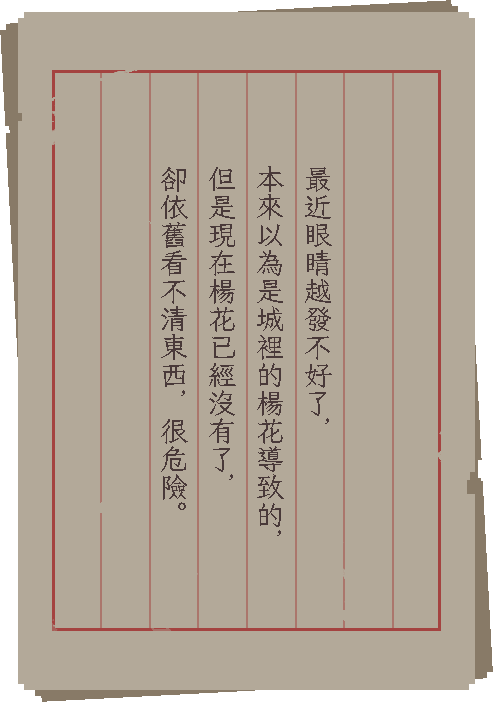 最近眼睛越發不好了，
本來以為是城裡的楊花導致的，
但是現在楊花已經沒有了，
卻依舊看不清東西，很危險。